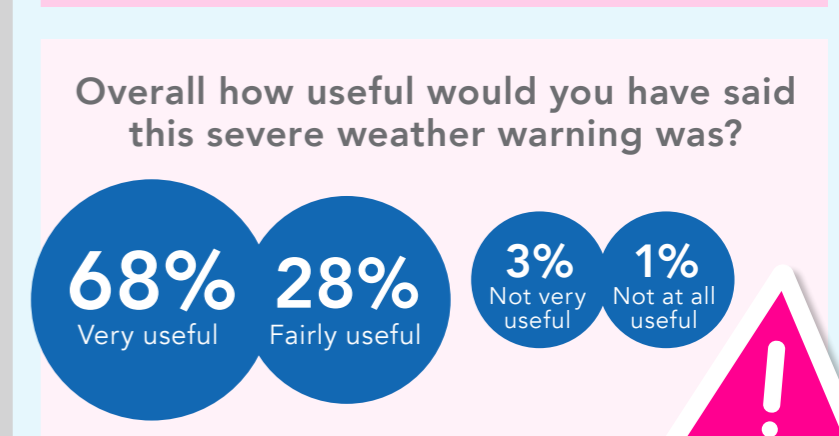 Overall how useful would you have said
this severe weather warning was?
68%
Very useful
28%
Fairly useful
3%
Not very
useful
1%
Not at all
useful
!